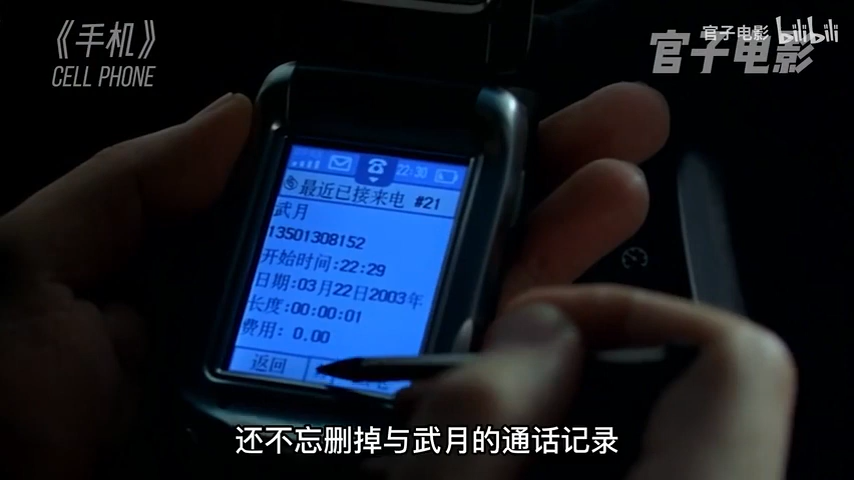 《手机》
CELL PHONE
官子电影 bilibili
官子电影
22:30
最近已接来电 #21
武月
13501308152
开始时间:22:29
日期:03月22日2003年
长度:00:00:01
费用: 0.00
返回
还不忘删掉与武月的通话记录